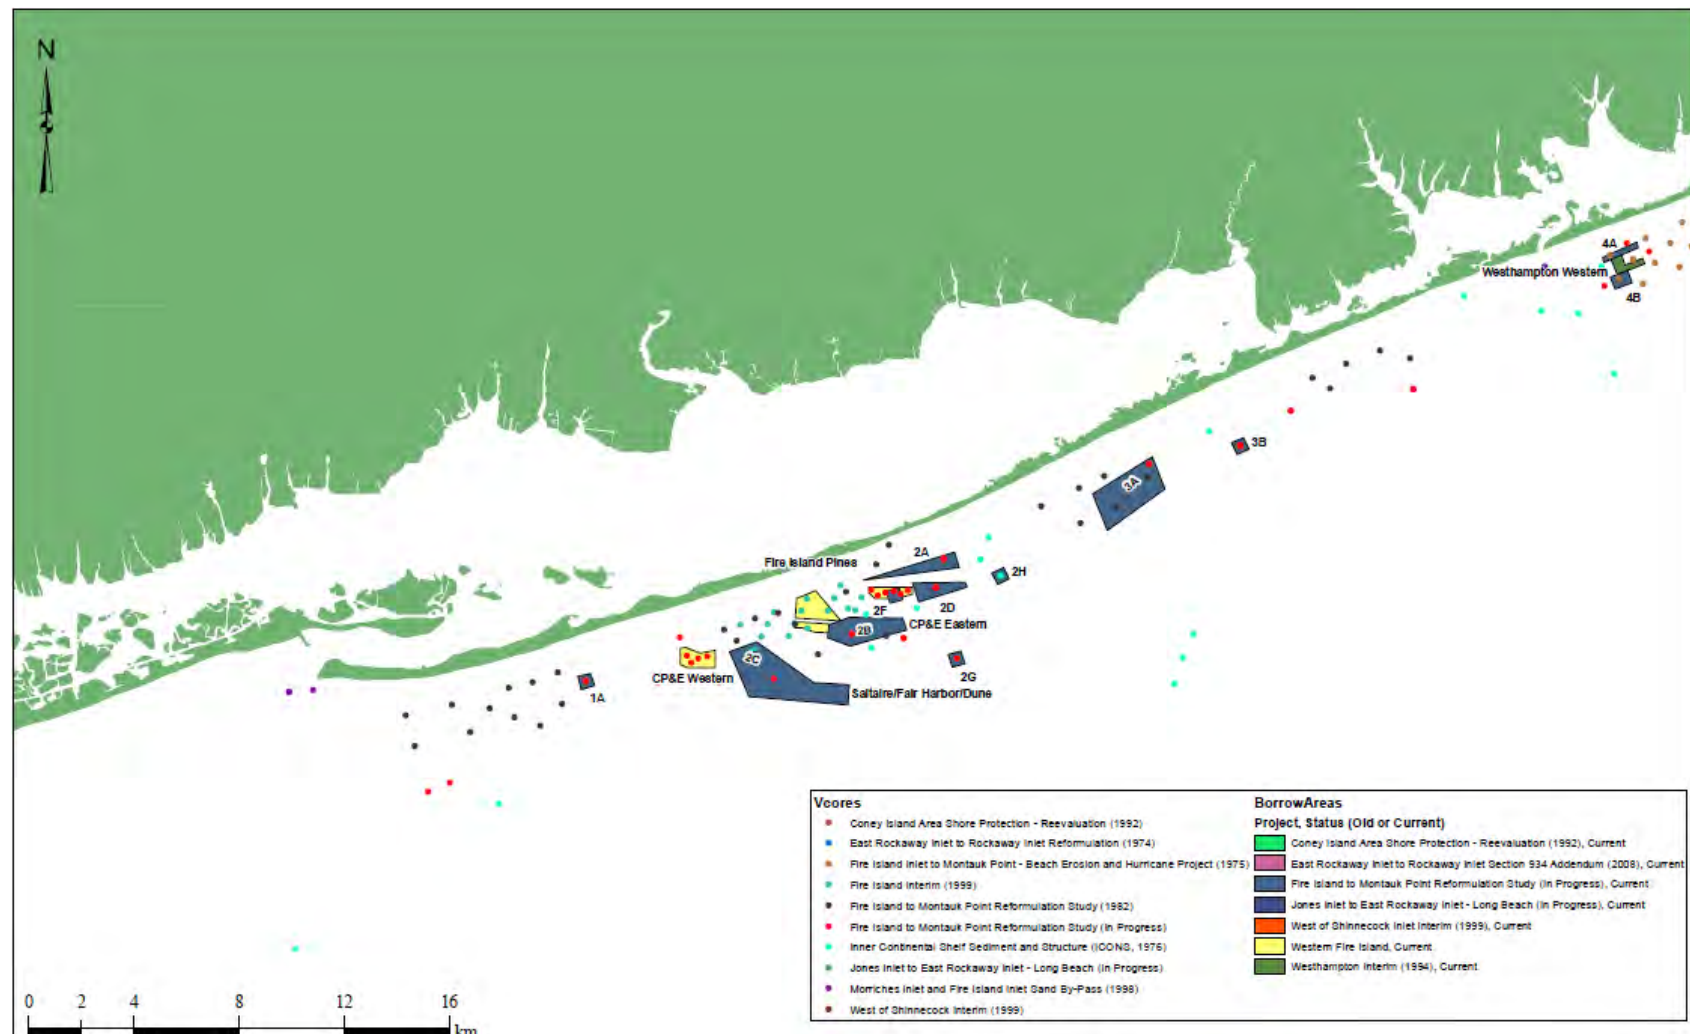 N
4A
Westhampton Western
4B
3B
3A
Fire Island Pines
2A
2H
2F
2D
2B
CP&E Eastern
2C
2G
CP&E Western
Saltaire/Fair Harbor/Dune
1A
Vcores
Coney Island Area Shore Protection - Reevaluation (1992)
East Rockaway Inlet to Rockaway Inlet Reformulation (1974)
Fire Island Inlet to Montauk Point - Beach Erosion and Hurricane Project (1975)
Fire Island Interim (1999)
Fire Island to Montauk Point Reformulation Study (1982)
Fire Island to Montauk Point Reformulation Study (In Progress)
Inner Continental Shelf Sediment and Structure (ICONS, 1976)
Jones Inlet to East Rockaway Inlet - Long Beach (In Progress)
Morriches Inlet and Fire Island Inlet Sand By-Pass (1998)
West of Shinnecock Interim (1999)
BorrowAreas
Project, Status (Old or Current)
Coney Island Area Shore Protection - Reevaluation (1992), Current
East Rockaway Inlet to Rockaway Inlet Section 934 Addendum (2008), Current
Fire Island to Montauk Point Reformulation Study (In Progress), Current
Jones Inlet to East Rockaway Inlet - Long Beach (In Progress), Current
West of Shinnecock Inlet Interim (1999), Current
Western Fire Island, Current
Westhampton Interim (1994), Current
0 2 4 8 12 16
km